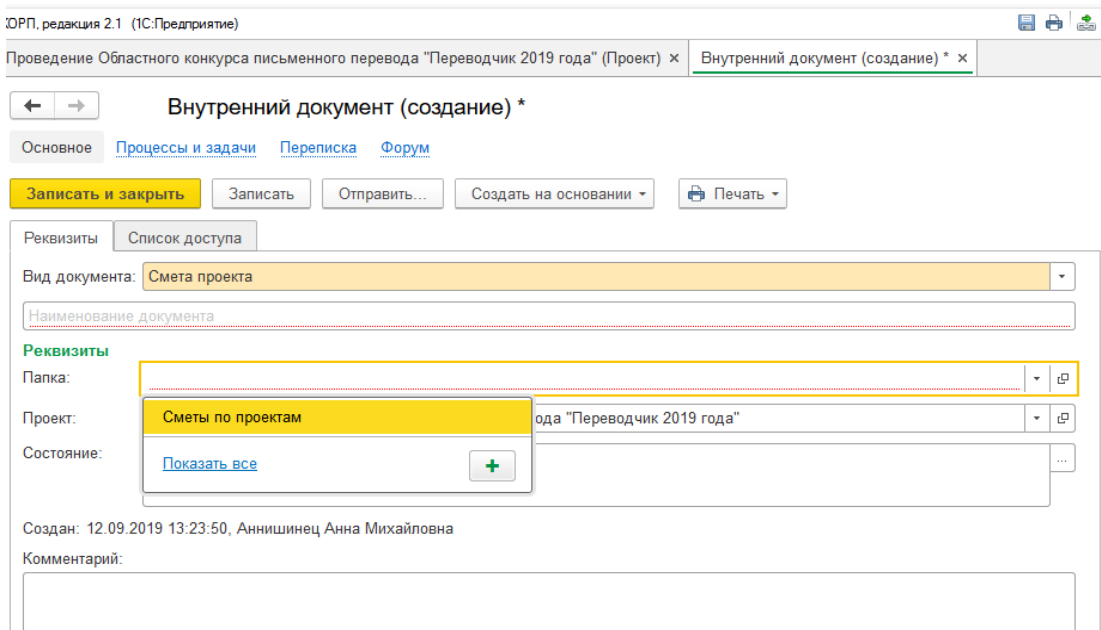 КОРП, редакция 2.1 (1С:Предприятие)
Проведение Областного конкурса письменного перевода "Переводчик 2019 года" (Проект) × Внутренний документ (создание) * ×
Внутренний документ (создание) *
Основное Процессы и задачи Переписка Форум
Записать и закрыть Записать Отправить... Создать на основании Печать
Реквизиты Список доступа
Вид документа: Смета проекта
Наименование документа
Реквизиты
Папка:
Сметы по проектам
Проект: ода "Переводчик 2019 года"
Состояние: ...
Показать все
Создан: 12.09.2019 13:23:50, Аннишинец Анна Михайловна
Комментарий: